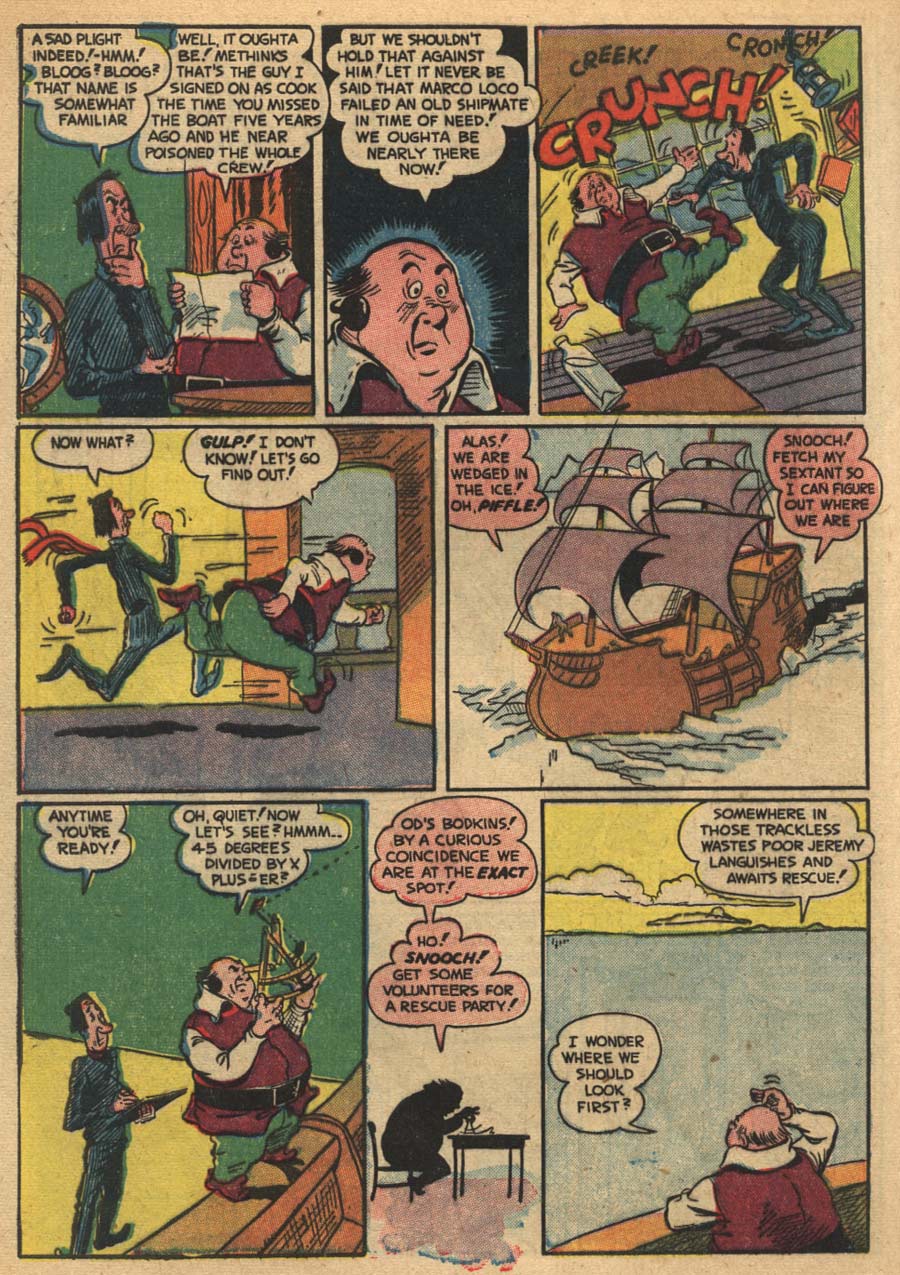 A SAD PLIGHT
INDEED!-HMM!
BLOOG? BLOOG?
THAT NAME IS
SOMEWHAT
FAMILIAR
WELL, IT OUGHTA
BE! METHINKS
THAT'S THE GUY I
SIGNED ON AS COOK
THE TIME YOU MISSED
THE BOAT FIVE YEARS
AGO AND HE NEAR
POISONED THE WHOLE
CREW!
BUT WE SHOULDN'T
HOLD THAT AGAINST
HIM! LET IT NEVER BE
SAID THAT MARCO LOCO
FAILED AN OLD SHIPMATE
IN TIME OF NEED!
WE OUGHTA BE
NEARLY THERE
NOW!
CREEK!
CRONCH!
CRUNCH!
NOW WHAT?
GULP! I DON'T
KNOW! LET'S GO
FIND OUT!
ALAS!
WE ARE
WEDGED IN
THE ICE!
OH, PIFFLE!
SNOOCH!
FETCH MY
SEXTANT SO
I CAN FIGURE
OUT WHERE
WE ARE
ANYTIME
YOU'RE
READY!
OH, QUIET! NOW
LET'S SEE? HMMM..
45 DEGREES
DIVIDED BY X
PLUS=ER?
OD'S BODKINS!
BY A CURIOUS
COINCIDENCE WE
ARE AT THE EXACT
SPOT!
HO!
SNOOCH!
GET SOME
VOLUNTEERS FOR
A RESCUE PARTY!
SOMEWHERE IN
THOSE TRACKLESS
WASTES POOR JEREMY
LANGUISHES AND
AWAITS RESCUE!
I WONDER
WHERE WE
SHOULD
LOOK
FIRST?